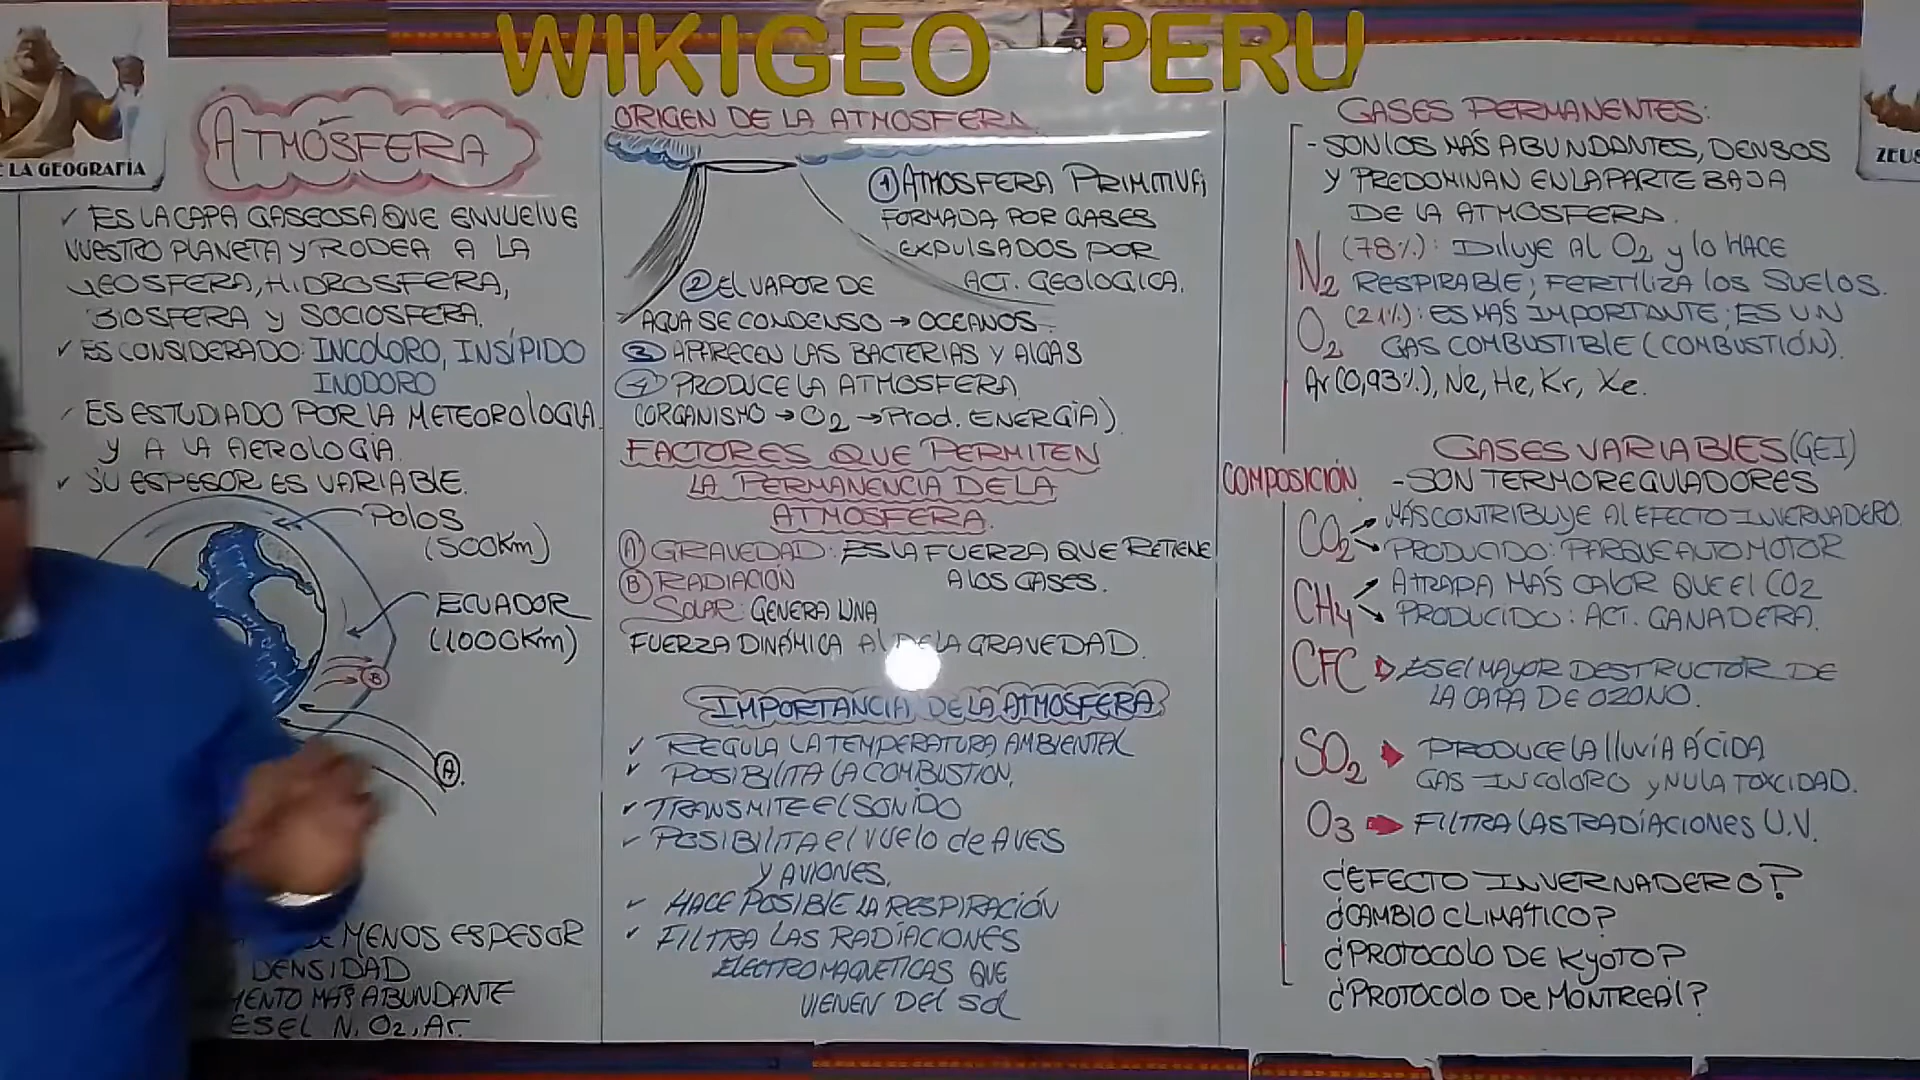 WIKIGEO PERU
LA GEOGRAFÍA
ZEUS
ATMÓSFERA
✓ ES LA CAPA GASEOSA QUE ENVUELVE
NUESTRO PLANETA Y RODEA A LA
GEOSFERA, HIDROSFERA,
BIOSFERA Y SOCIOSFERA.
✓ ES CONSIDERADO: INCOLORO, INSÍPIDO
INODORO
✓ ES ESTUDIADO POR LA METEOROLOGIA
Y A LA AEROLOGÍA.
✓ SU ESPESOR ES VARIABLE.
POLOS
(500Km)
ECUADOR
(1000Km)
B
A
MENOS ESPESOR
DENSIDAD
MAS ABUNDANTE
ES EL N, O2, Ar
ORIGEN DE LA ATMOSFERA
① ATMOSFERA PRIMITIVA;
FORMADA POR GASES
EXPULSADOS POR
ACT. GEOLOGICA.
② EL VAPOR DE
AGUA SE CONDENSO → OCEANOS.
③ APARECEN LAS BACTERIAS Y ALGAS
④ PRODUCE LA ATMOSFERA
(ORGANISMO → O2 → Prod. ENERGÍA)
FACTORES QUE PERMITEN
LA PERMANENCIA DE LA
ATMOSFERA.
Ⓐ GRAVEDAD: ES LA FUERZA QUE RETIENE
A LOS GASES.
Ⓑ RADIACIÓN
SOLAR: GENERA UNA
FUERZA DINÁMICA AL DE LA GRAVEDAD.
IMPORTANCIA DE LA ATMOSFERA
✓ REGULA LA TEMPERATURA AMBIENTAL
✓ POSIBILITA LA COMBUSTION.
✓ TRANSMITE EL SONIDO
✓ POSIBILITA el VUELO de AVES
Y AVIONES.
✓ HACE POSIBLE LA RESPIRACIÓN
✓ FILTRA LAS RADIACIONES
ELECTROMAGNETICAS QUE
VIENEN DEL SOL
COMPOSICIÓN
GASES PERMANENTES:
- SON LOS MÁS ABUNDANTES, DENSOS
Y PREDOMINAN EN LA PARTE BAJA
DE LA ATMOSFERA.
N2 (78%): DILUYE AL O2 y lo HACE
RESPIRABLE; FERTILIZA los SUELOS.
O2 (21%): ES MAS IMPORTANTE; ES UN
GAS COMBUSTIBLE (COMBUSTIÓN).
Ar(0,93%), Ne, He, Kr, Xe.
GASES VARIABLES (GEI)
- SON TERMOREGULADORES
CO2 MÁS CONTRIBUYE AL EFECTO INVERNADERO.
PRODUCIDO: PARQUE AUTOMOTOR
CH4 ATRAPA MAS CALOR QUE El CO2
PRODUCIDO: ACT. GANADERA.
CFC ES EL MAYOR DESTRUCTOR DE
LA CAPA DE OZONO.
SO2 PRODUCE LA lluvia ÁCIDA
GAS INCOLORO Y NULA TOXCIDAD.
O3 FILTRA LAS RADIACIONES U.V.
¿EFECTO INVERNADERO?
¿CAMBIO CLIMÁTICO?
¿PROTOCOLO DE KYOTO?
¿PROTOCOLO DE MONTREAL?